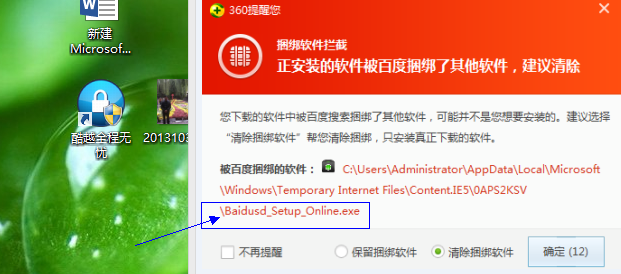 新建
Microsof...
酷越全程无
忧
201310
360提醒您
捆绑软件拦截
正安装的软件被百度捆绑了其他软件，建议清除
您下载的软件中被百度搜索捆绑了其他软件，可能并不是您想要安装的。建议选择
“清除捆绑软件”帮您清除捆绑，只安装真正下载的软件。
被百度捆绑的软件： C:\Users\Administrator\AppData\Local\Microsoft
\Windows\Temporary Internet Files\Content.IE5\0APS2KSV
\Baidusd_Setup_Online.exe
不再提醒 保留捆绑软件 清除捆绑软件 确定 (12)